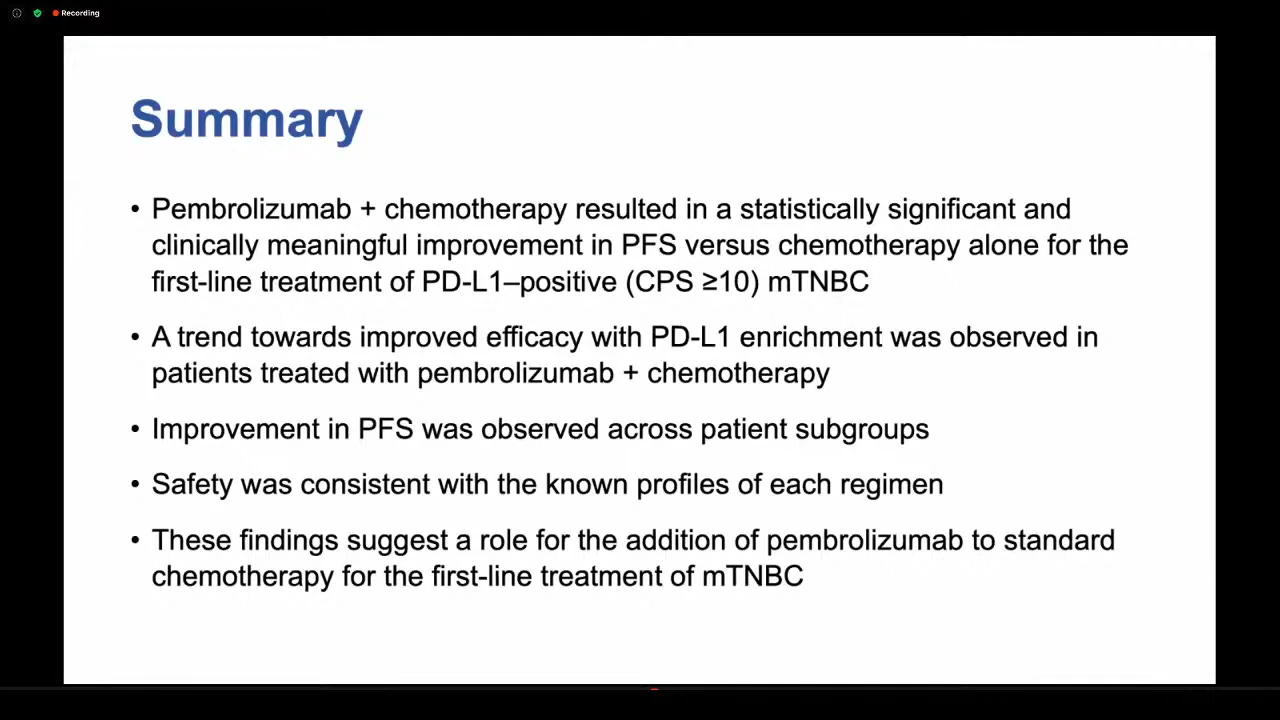 Recording
Summary
• Pembrolizumab + chemotherapy resulted in a statistically significant and
clinically meaningful improvement in PFS versus chemotherapy alone for the
first-line treatment of PD-L1–positive (CPS ≥10) mTNBC
• A trend towards improved efficacy with PD-L1 enrichment was observed in
patients treated with pembrolizumab + chemotherapy
• Improvement in PFS was observed across patient subgroups
• Safety was consistent with the known profiles of each regimen
• These findings suggest a role for the addition of pembrolizumab to standard
chemotherapy for the first-line treatment of mTNBC